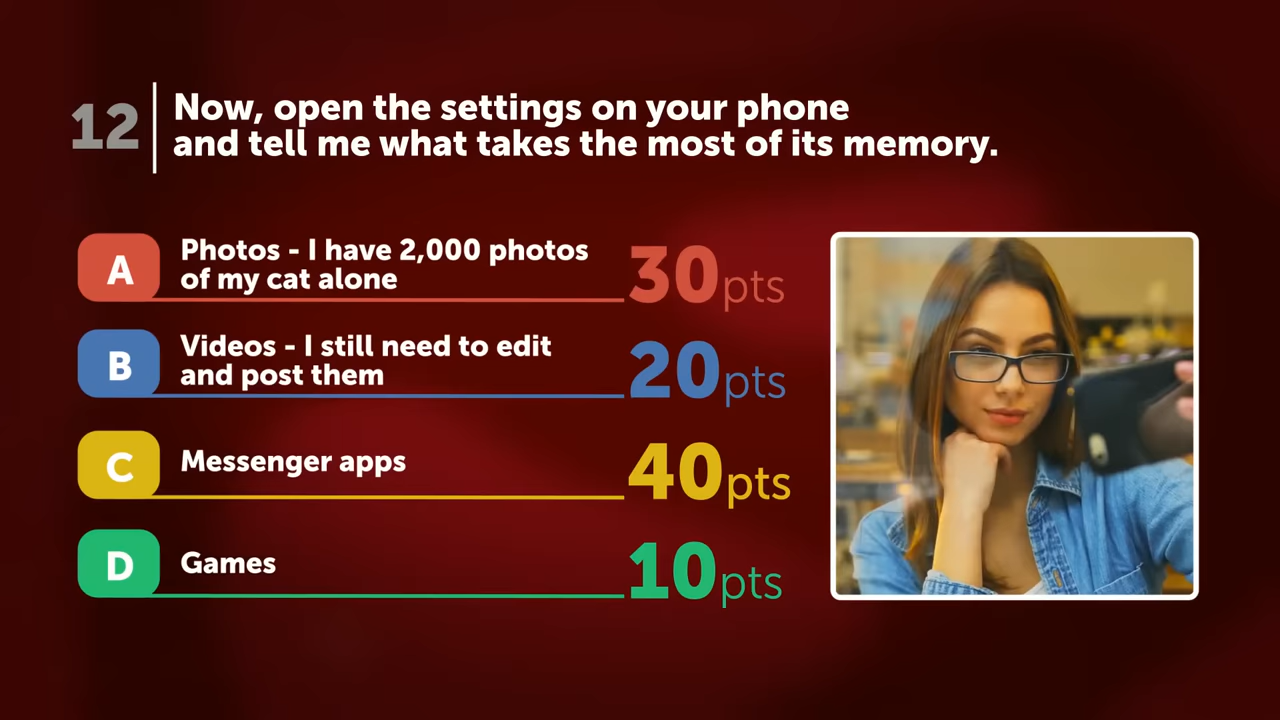 12
Now, open the settings on your phone
and tell me what takes the most of its memory.
A
Photos - I have 2,000 photos
of my cat alone
30pts
B
Videos - I still need to edit
and post them
20pts
C
Messenger apps
40pts
D
Games
10pts